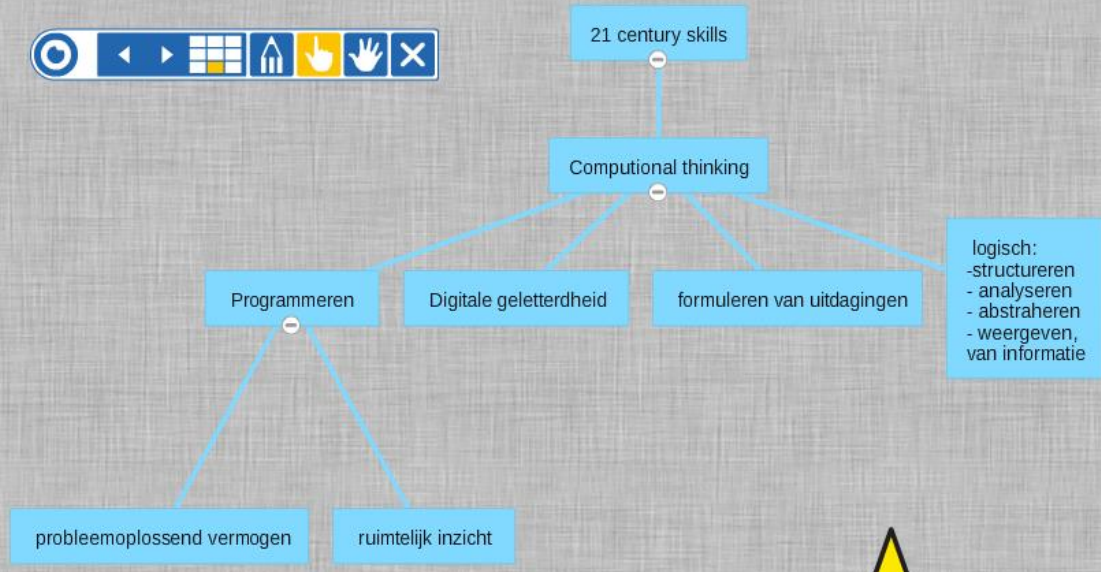 21 century skills
Computional thinking
Programmeren
Digitale geletterdheid
formuleren van uitdagingen
logisch:
-structureren
- analyseren
- abstraheren
- weergeven,
van informatie
probleemoplossend vermogen
ruimtelijk inzicht